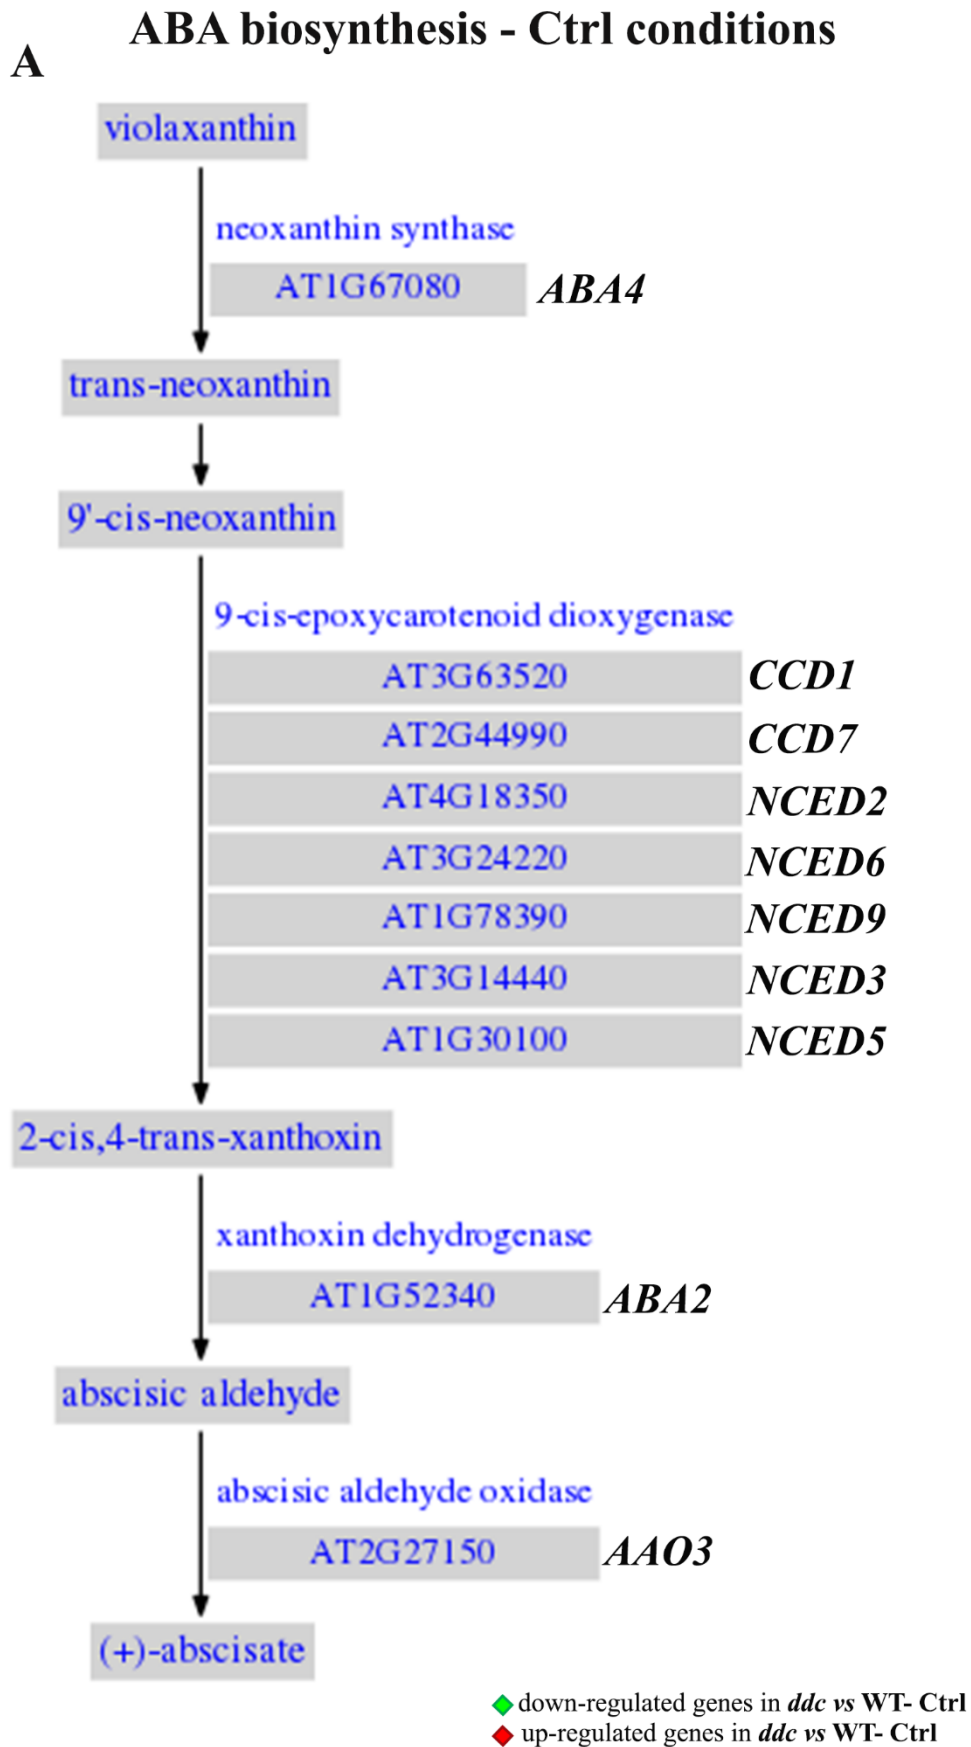 ABA biosynthesis - Ctrl conditions
A
violaxanthin
neoxanthin synthase
AT1G67080 ABA4
trans-neoxanthin
9'-cis-neoxanthin
9-cis-epoxycarotenoid dioxygenase
AT3G63520 CCD1
AT2G44990 CCD7
AT4G18350 NCED2
AT3G24220 NCED6
AT1G78390 NCED9
AT3G14440 NCED3
AT1G30100 NCED5
2-cis,4-trans-xanthoxin
xanthoxin dehydrogenase
AT1G52340 ABA2
abscisic aldehyde
abscisic aldehyde oxidase
AT2G27150 AAO3
(+)-abscisate
down-regulated genes in ddc vs WT- Ctrl
up-regulated genes in ddc vs WT- Ctrl